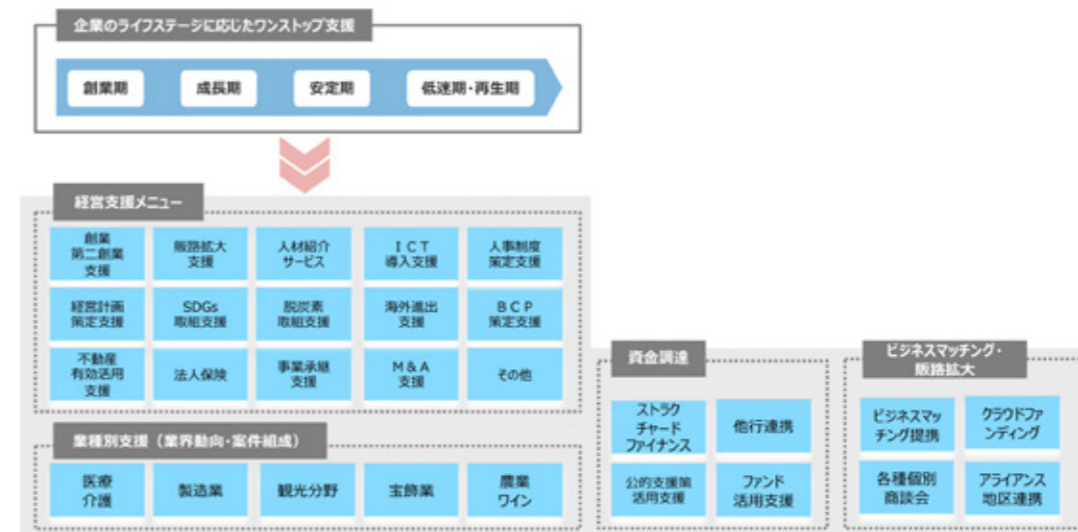 企業のライフステージに応じたワンストップ支援
創業期
成長期
安定期
低迷期・再生期
経営支援メニュー
創業
第二創業
支援
販路拡大
支援
人材紹介
サービス
ＩＣＴ
導入支援
人事制度
策定支援
経営計画
策定支援
SDGs
取組支援
脱炭素
取組支援
海外進出
支援
ＢＣＰ
策定支援
不動産
有効活用
支援
法人保険
事業承継
支援
Ｍ＆Ａ
支援
その他
業種別支援（業界動向・案件組成）
医療
介護
製造業
観光分野
宝飾業
農業
ワイン
資金調達
ストラク
チャード
ファイナンス
他行連携
公的支援策
活用支援
ファンド
活用支援
ビジネスマッチング・
販路拡大
ビジネスマッ
チング提携
クラウドファ
ンディング
各種個別
商談会
アライアンス
地区連携